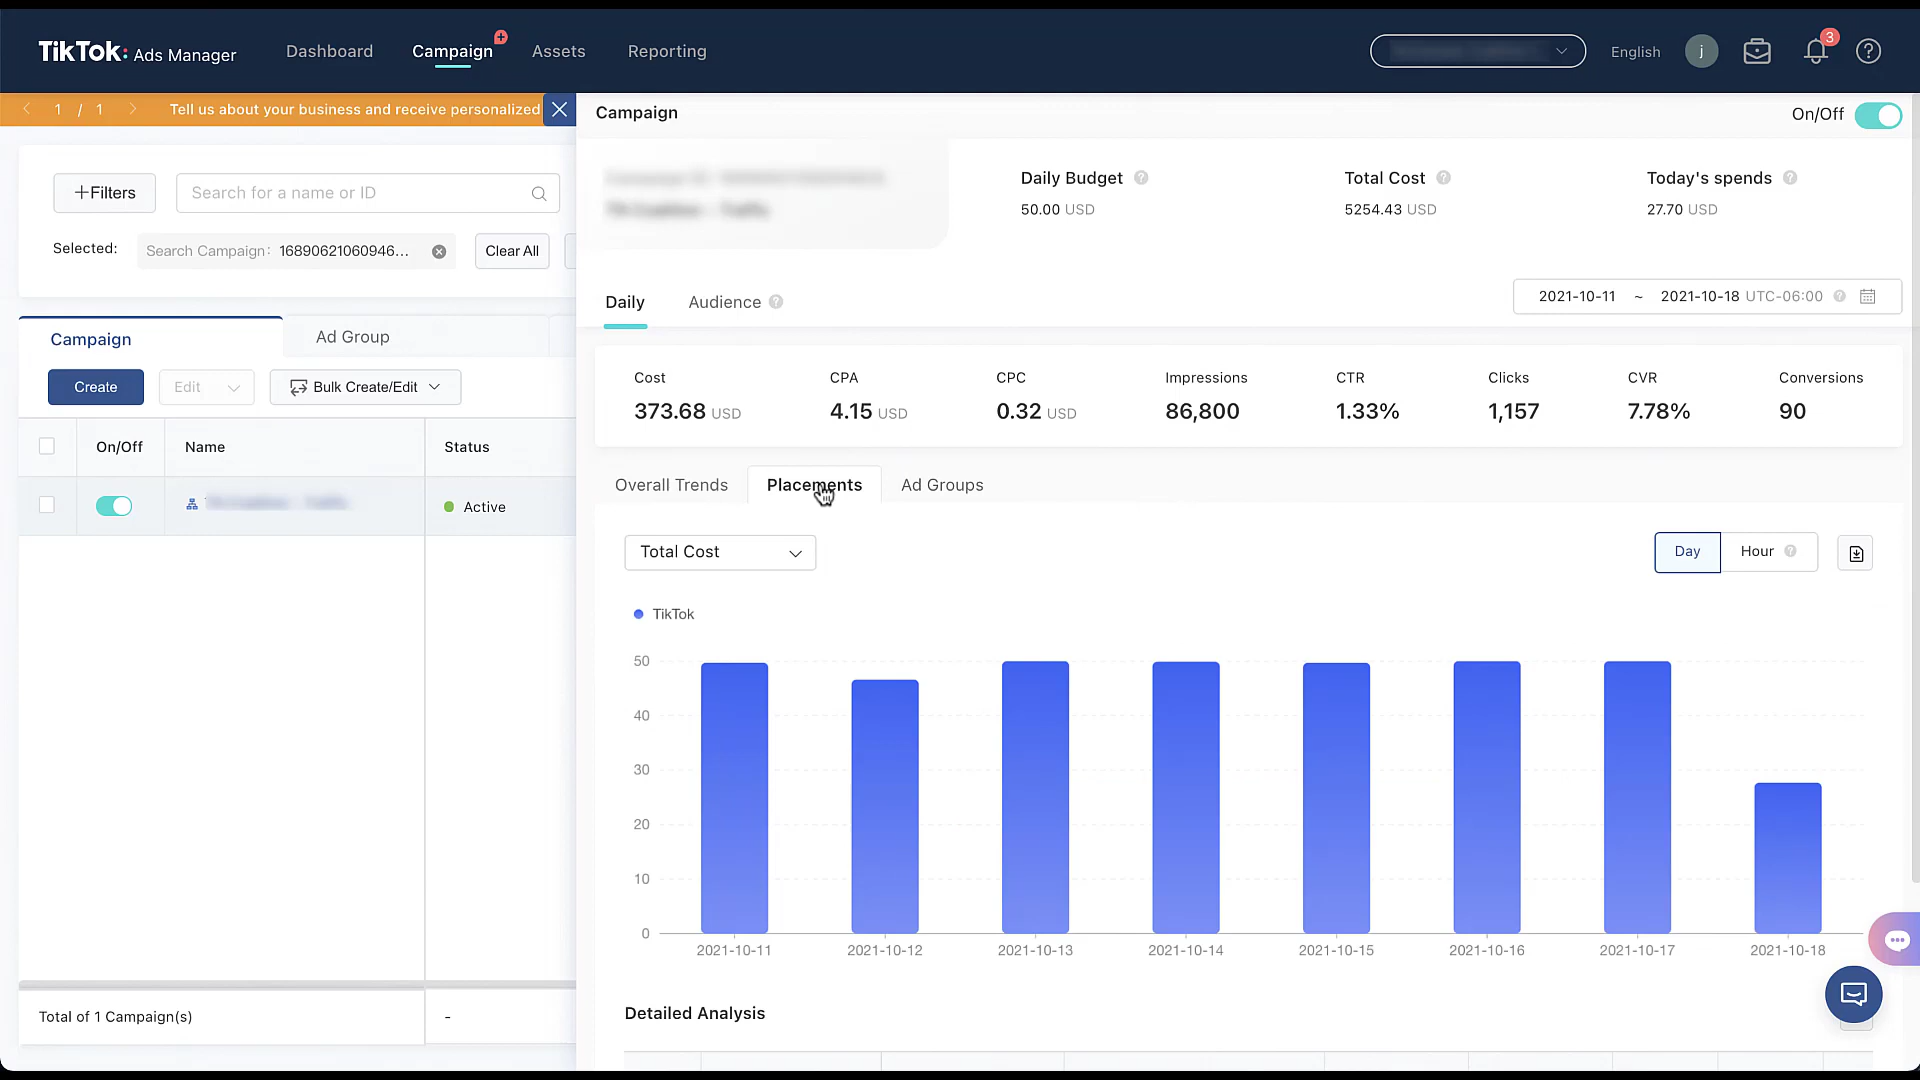 TikTok: Ads Manager
Dashboard
Campaign
Assets
Reporting
English
j
3
1 / 1
Tell us about your business and receive personalized
Campaign
On/Off
+Filters
Search for a name or ID
Selected:
Search Campaign: 16890621060946...
Clear All
Daily Budget
50.00 USD
Total Cost
5254.43 USD
Today's spends
27.70 USD
Daily
Audience
2021-10-11 ~ 2021-10-18 UTC-06:00
Campaign
Ad Group
Create
Edit
Bulk Create/Edit
On/Off
Name
Status
Active
Total of 1 Campaign(s)
-
Cost
373.68 USD
CPA
4.15 USD
CPC
0.32 USD
Impressions
86,800
CTR
1.33%
Clicks
1,157
CVR
7.78%
Conversions
90
Overall Trends
Placements
Ad Groups
Total Cost
Day
Hour
TikTok
50
40
30
20
10
0
2021-10-11
2021-10-12
2021-10-13
2021-10-14
2021-10-15
2021-10-16
2021-10-17
2021-10-18
Detailed Analysis